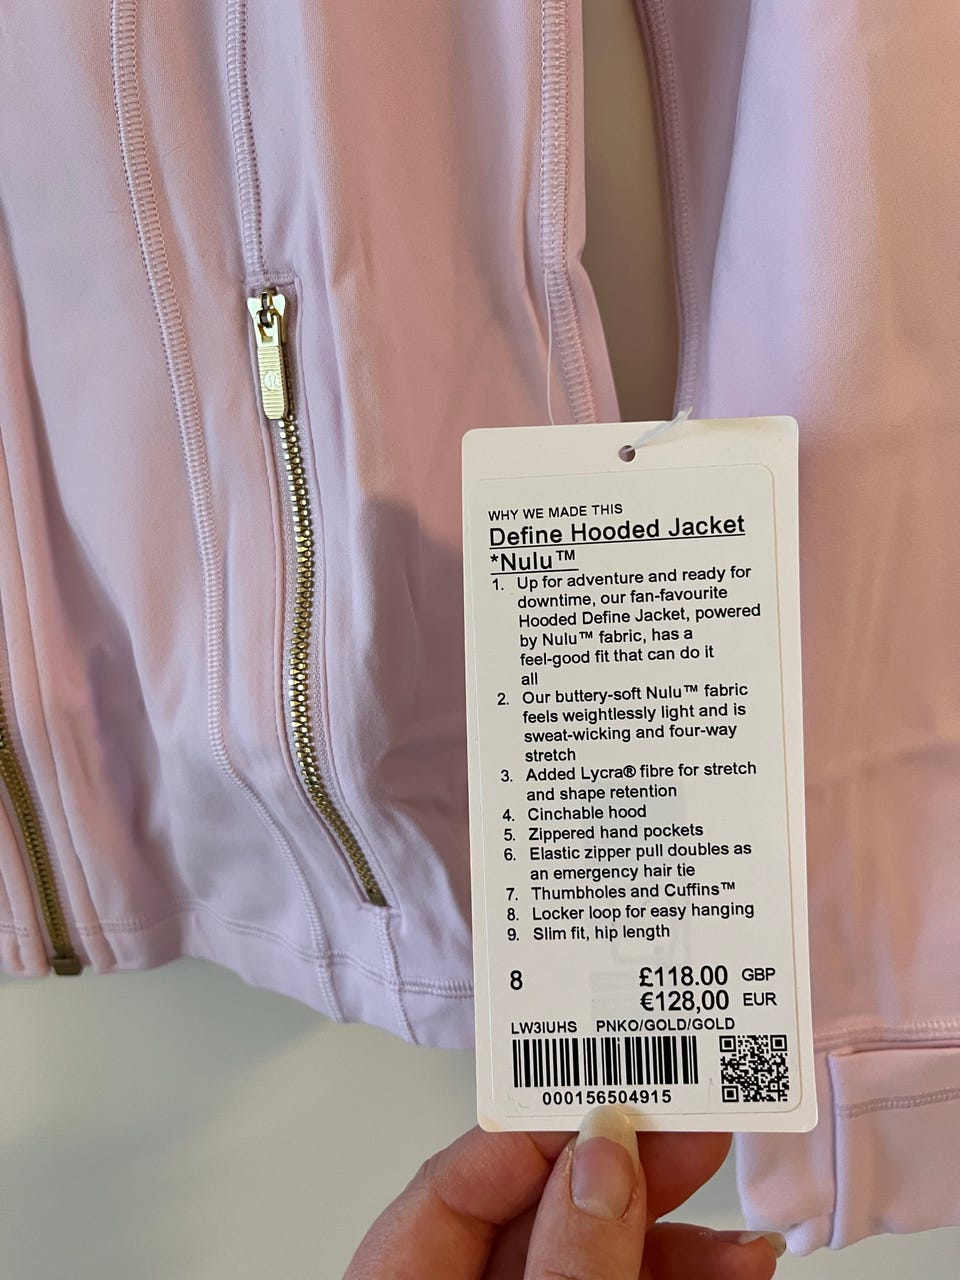 WHY WE MADE THIS
Define Hooded Jacket
*Nulu™
1. Up for adventure and ready for
downtime, our fan-favourite
Hooded Define Jacket, powered
by Nulu™ fabric, has a
feel-good fit that can do it
all
2. Our buttery-soft Nulu™ fabric
feels weightlessly light and is
sweat-wicking and four-way
stretch
3. Added Lycra® fibre for stretch
and shape retention
4. Cinchable hood
5. Zippered hand pockets
6. Elastic zipper pull doubles as
an emergency hair tie
7. Thumbholes and Cuffins™
8. Locker loop for easy hanging
9. Slim fit, hip length
8 £118.00 GBP
€128,00 EUR
LW3IUHS PNKO/GOLD/GOLD
000156504915